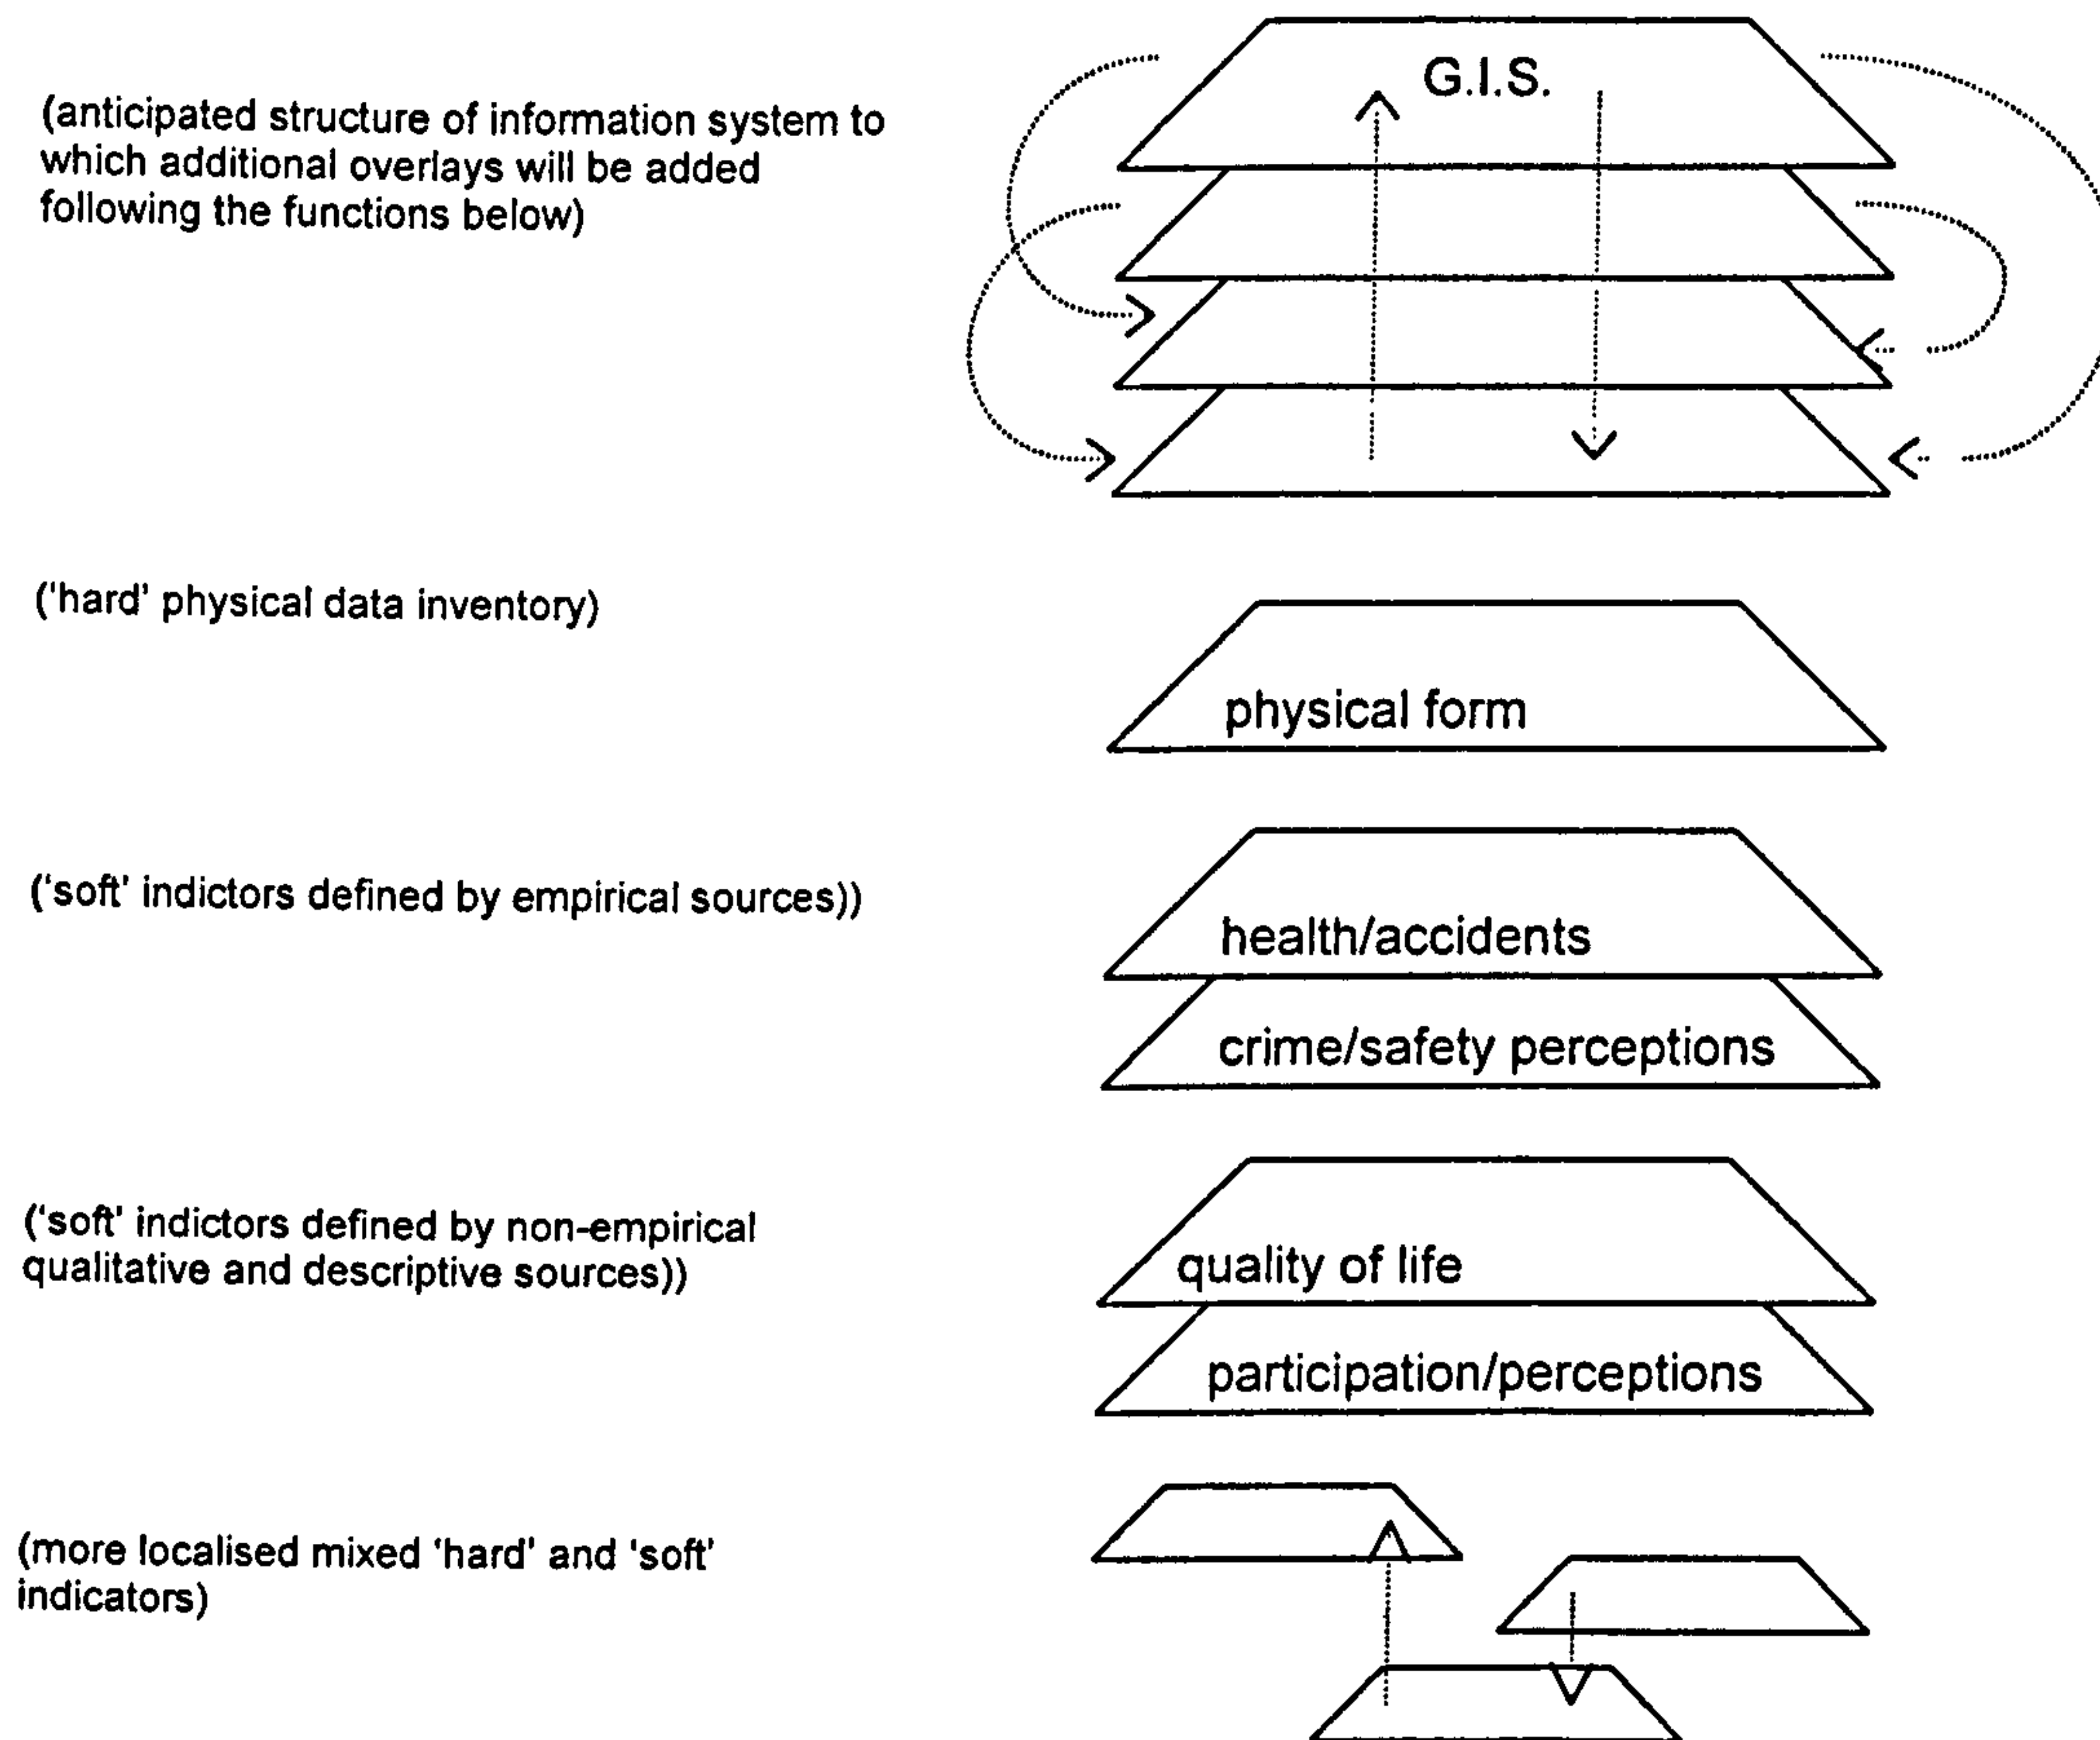 G.I.S.
(anticipated structure of information system to
which additional overlays will be added
following the functions below)
('hard' physical data inventory)
physical form
('soft' indictors defined by empirical sources))
health/accidents
crime/safety perceptions
('soft' indictors defined by non-empirical
qualitative and descriptive sources))
quality of life
participation/perceptions
(more localised mixed 'hard' and 'soft'
indicators)